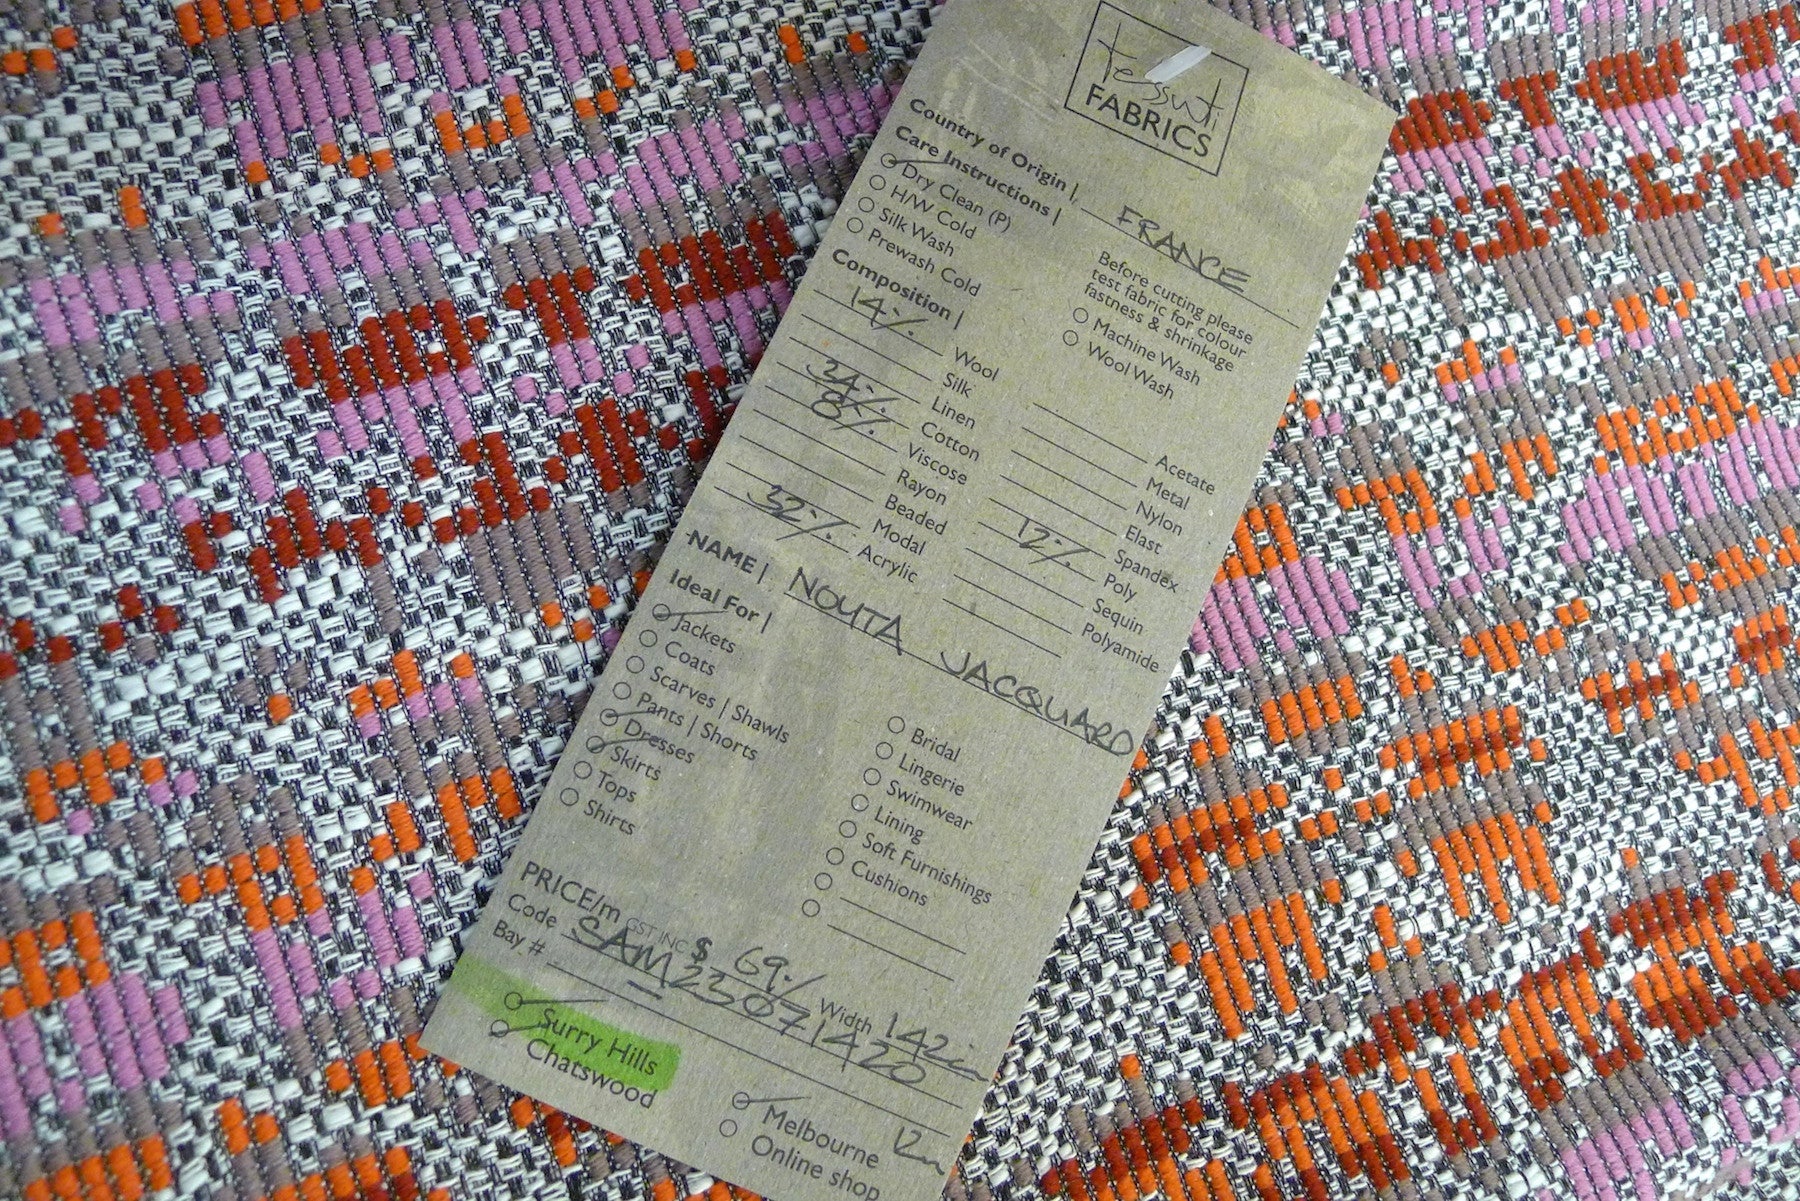 tessuti
FABRICS
Country of Origin | FRANCE
Care Instructions |
Dry Clean (P)
H/W Cold
Silk Wash
Prewash Cold
Before cutting please
test fabric for colour
fastness & shrinkage
Machine Wash
Wool Wash
Composition |
14% Wool
Silk
Linen
34% Cotton
8% Viscose
Rayon
Beaded
Modal
32% Acrylic
Acetate
Metal
Nylon
Elast
Spandex
12% Poly
Sequin
Polyamide
NAME | NOUTA JACQUARD
Ideal For |
Jackets
Coats
Scarves | Shawls
Pants | Shorts
Dresses
Skirts
Tops
Shirts
Bridal
Lingerie
Swimwear
Lining
Soft Furnishings
Cushions
PRICE/m GST INC $ 69./ Width 142cm
Code SAM23071420
Bay #
Surry Hills
Chatswood
Melbourne 12m
Online shop